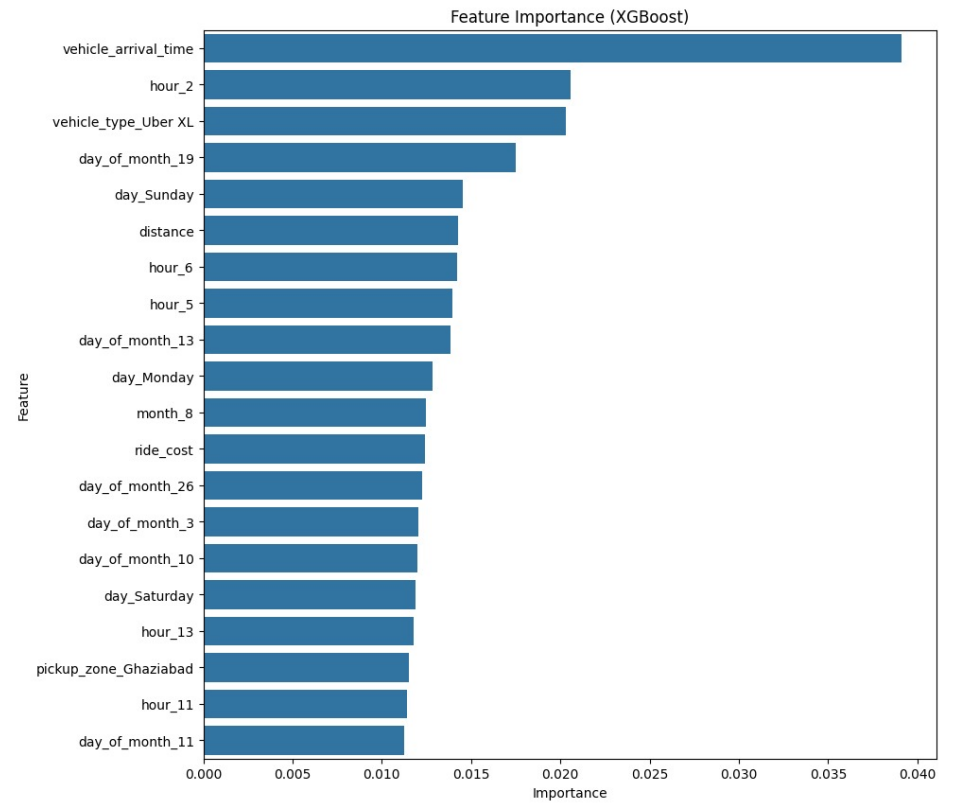 Feature Importance (XGBoost)
vehicle_arrival_time
hour_2
vehicle_type_Uber XL
day_of_month_19
day_Sunday
distance
hour_6
hour_5
day_of_month_13
day_Monday
month_8
ride_cost
day_of_month_26
day_of_month_3
day_of_month_10
day_Saturday
hour_13
pickup_zone_Ghaziabad
hour_11
day_of_month_11
Feature
0.000 0.005 0.010 0.015 0.020 0.025 0.030 0.035 0.040
Importance